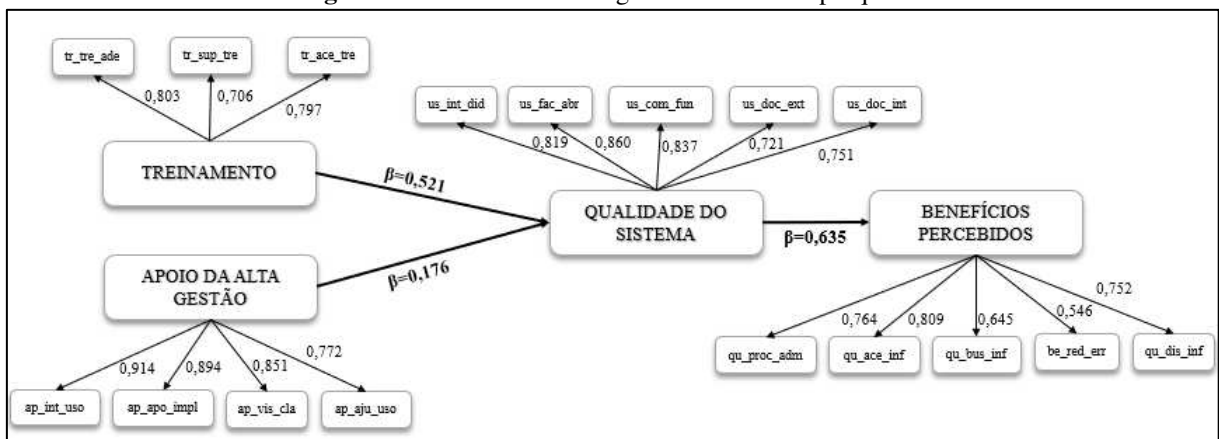 tr_tre_ade
tr_sup_tre
tr_ace_tre
0,803
0,706
0,797
TREINAMENTO
us_int_did
us_fac_abr
us_com_fun
us_doc_ext
us_doc_int
0,819
0,860
0,837
0,721
0,751
β=0,521
QUALIDADE DO
SISTEMA
β=0,635
BENEFÍCIOS
PERCEBIDOS
APOIO DA ALTA
GESTÃO
β=0,176
0,914
0,894
0,851
0,772
ap_int_uso
ap_apo_impl
ap_vis_cla
ap_aju_uso
0,764
0,809
0,645
0,546
0,752
qu_proc_adm
qu_ace_inf
qu_bus_inf
be_red_err
qu_dis_inf